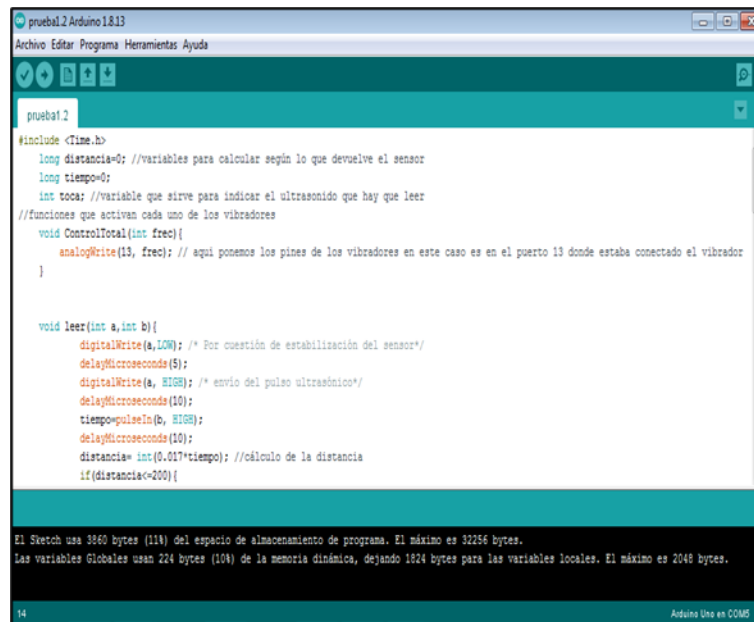 prueba1.2 Arduino 1.8.13
Archivo Editar Programa Herramientas Ayuda
prueba1.2
#include <Time.h>
long distancia=0; //variables para calcular según lo que devuelve el sensor
long tiempo=0;
int toca; //variable que sirve para indicar el ultrasonido que hay que leer
//funciones que activan cada uno de los vibradores
void ControlTotal(int frec){
analogWrite(13, frec); // aqui ponemos los pines de los vibradores en este caso es en el puerto 13 donde estaba conectado el vibrador
}
void leer(int a,int b){
digitalWrite(a,LOW); /* Por cuestión de estabilización del sensor*/
delayMicroseconds(5);
digitalWrite(a, HIGH); /* envío del pulso ultrasónico*/
delayMicroseconds(10);
tiempo=pulseIn(b, HIGH);
delayMicroseconds(10);
distancia= int(0.017*tiempo); //cálculo de la distancia
if(distancia<=200){
El Sketch usa 3860 bytes (11%) del espacio de almacenamiento de programa. El máximo es 32256 bytes.
Las variables Globales usan 224 bytes (10%) de la memoria dinámica, dejando 1824 bytes para las variables locales. El máximo es 2048 bytes.
14
Arduino Uno en COM5